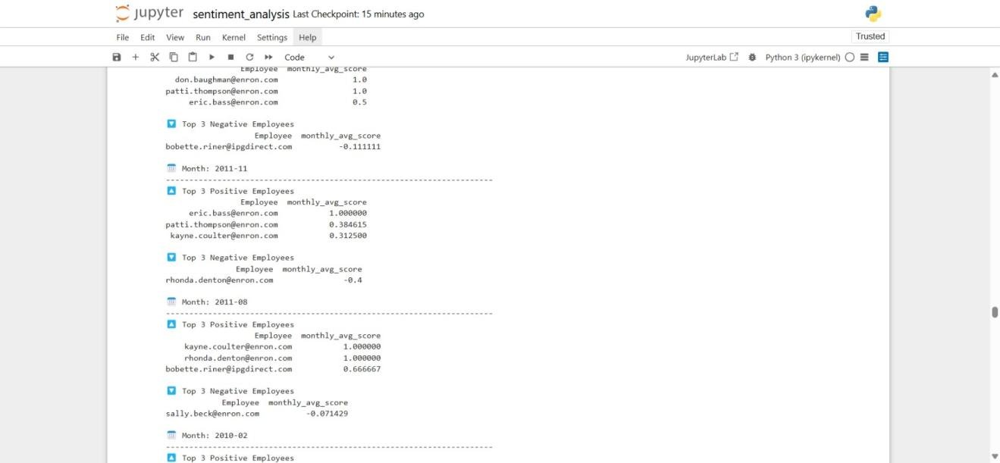 jupyter sentiment_analysis Last Checkpoint: 15 minutes ago
File Edit View Run Kernel Settings Help Trusted
Code JupyterLab Python 3 (ipykernel)
Employee monthly_avg_score
don.baughman@enron.com 1.0
patti.thompson@enron.com 1.0
eric.bass@enron.com 0.5
Top 3 Negative Employees
Employee monthly_avg_score
bobette.riner@ipgdirect.com -0.111111
Month: 2011-11
------------------------------------------------------------------------
Top 3 Positive Employees
Employee monthly_avg_score
eric.bass@enron.com 1.000000
patti.thompson@enron.com 0.384615
kayne.coulter@enron.com 0.312500
Top 3 Negative Employees
Employee monthly_avg_score
rhonda.denton@enron.com -0.4
Month: 2011-08
------------------------------------------------------------------------
Top 3 Positive Employees
Employee monthly_avg_score
kayne.coulter@enron.com 1.000000
rhonda.denton@enron.com 1.000000
bobette.riner@ipgdirect.com 0.666667
Top 3 Negative Employees
Employee monthly_avg_score
sally.beck@enron.com -0.071429
Month: 2010-02
------------------------------------------------------------------------
Top 3 Positive Employees